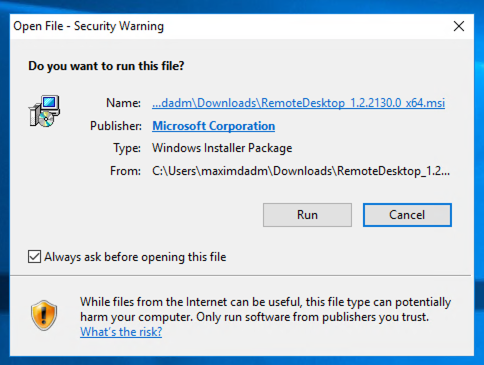 Open File - Security Warning
Do you want to run this file?
Name: ...dadm\Downloads\RemoteDesktop_1.2.2130.0_x64.msi
Publisher: Microsoft Corporation
Type: Windows Installer Package
From: C:\Users\maximdadm\Downloads\RemoteDesktop_1.2...
Run Cancel
Always ask before opening this file
While files from the Internet can be useful, this file type can potentially
harm your computer. Only run software from publishers you trust.
What's the risk?